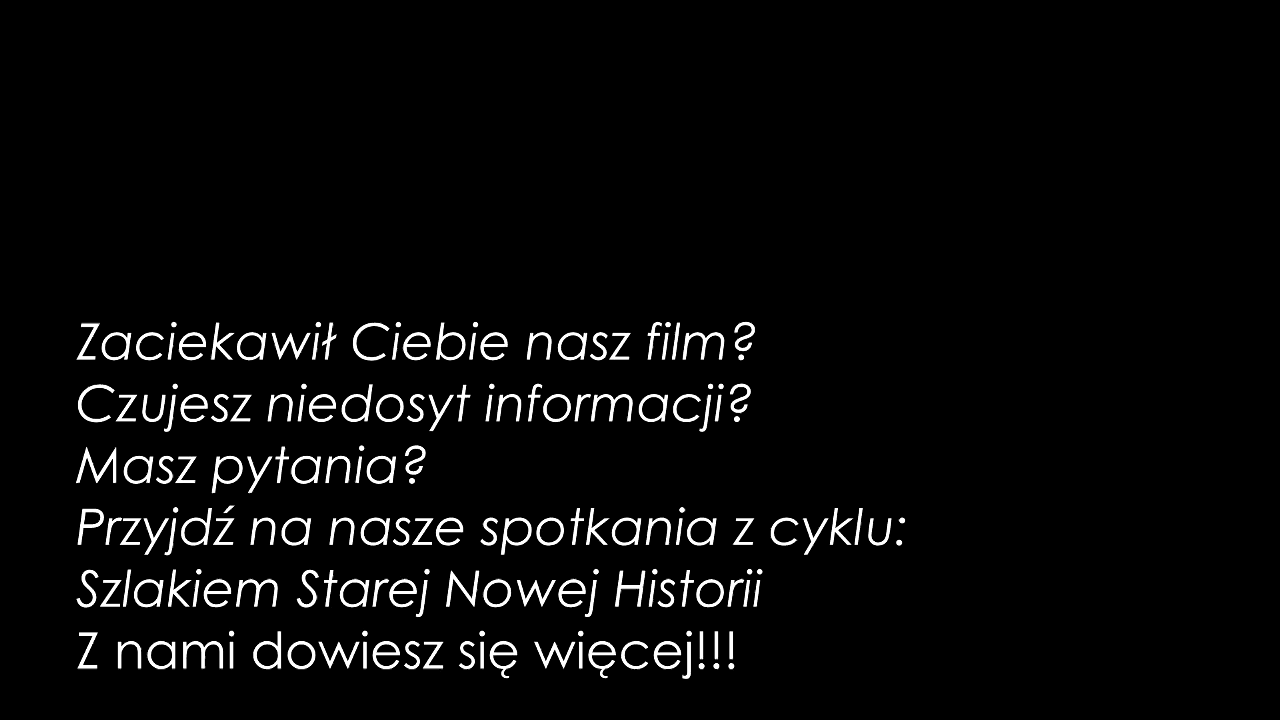 Zaciekawił Ciebie nasz film?
Czujesz niedosyt informacji?
Masz pytania?
Przyjdź na nasze spotkania z cyklu:
Szlakiem Starej Nowej Historii
Z nami dowiesz się więcej!!!